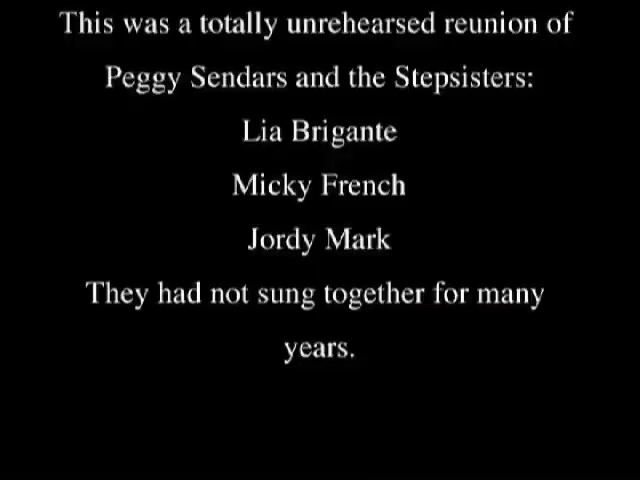 This was a totally unrehearsed reunion of
Peggy Sendars and the Stepsisters:
Lia Brigante
Micky French
Jordy Mark
They had not sung together for many
years.